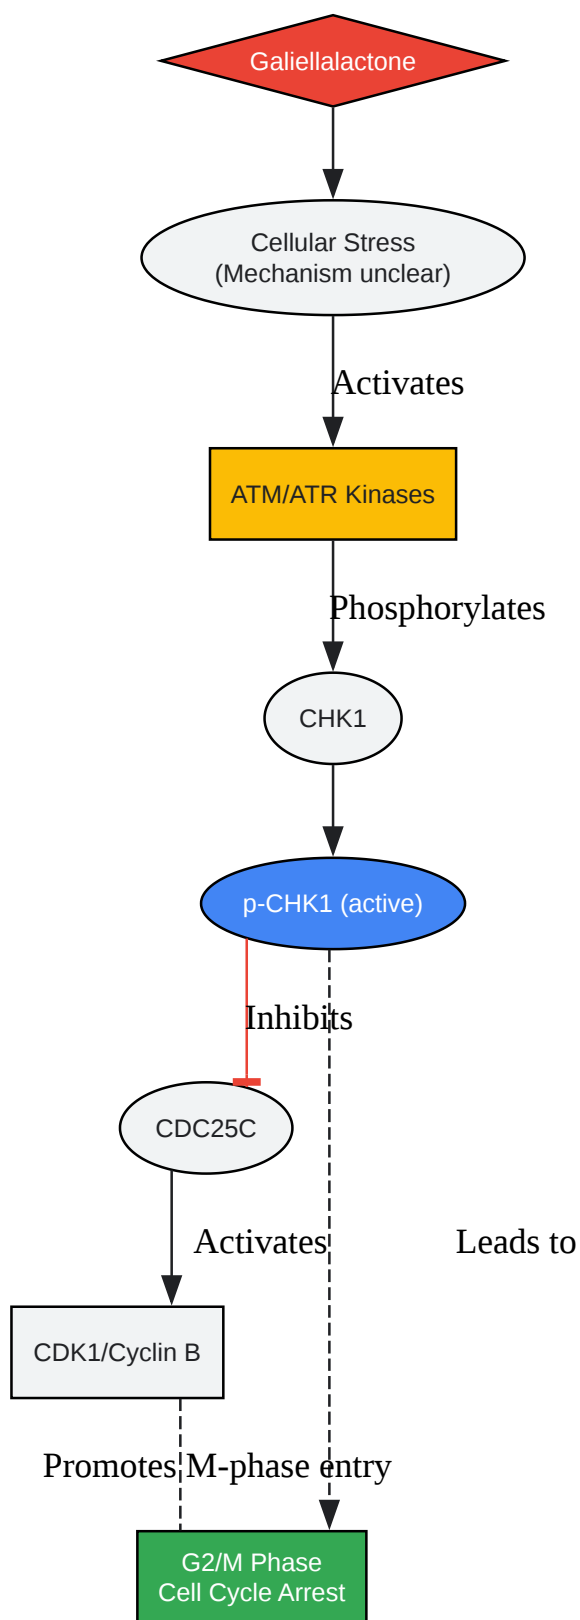 Galiellalactone
Cellular Stress
(Mechanism unclear)
Activates
ATM/ATR Kinases
Phosphorylates
CHK1
p-CHK1 (active)
Inhibits
CDC25C
Activates
Leads to
CDK1/Cyclin B
Promotes M-phase entry
G2/M Phase
Cell Cycle Arrest